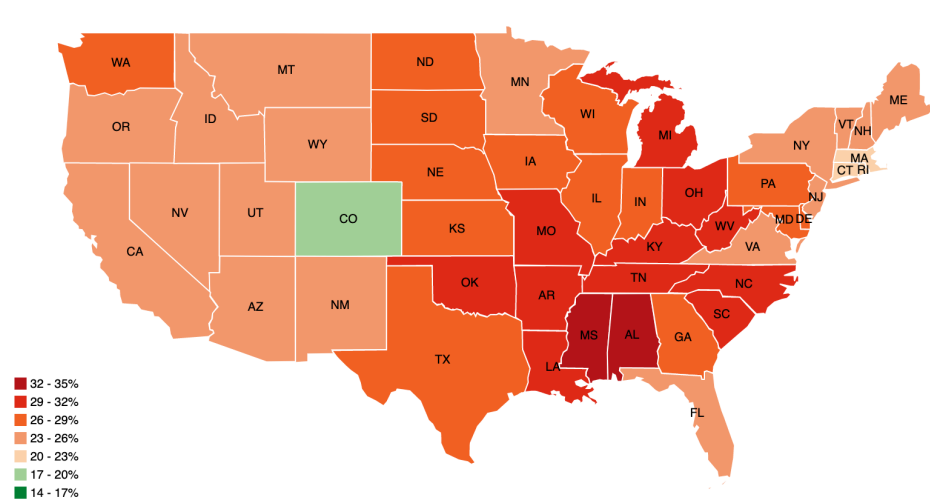 WA
MT
ND
MN
OR
ID
SD
WI
MI
ME
VT
NH
WY
NY
MA
CT RI
NE
IA
PA
NV
UT
CO
IL
IN
OH
NJ
KS
MO
WV
MD DE
CA
KY
VA
AZ
NM
OK
AR
TN
NC
SC
TX
LA
MS
AL
GA
FL
32 - 35%
29 - 32%
26 - 29%
23 - 26%
20 - 23%
17 - 20%
14 - 17%